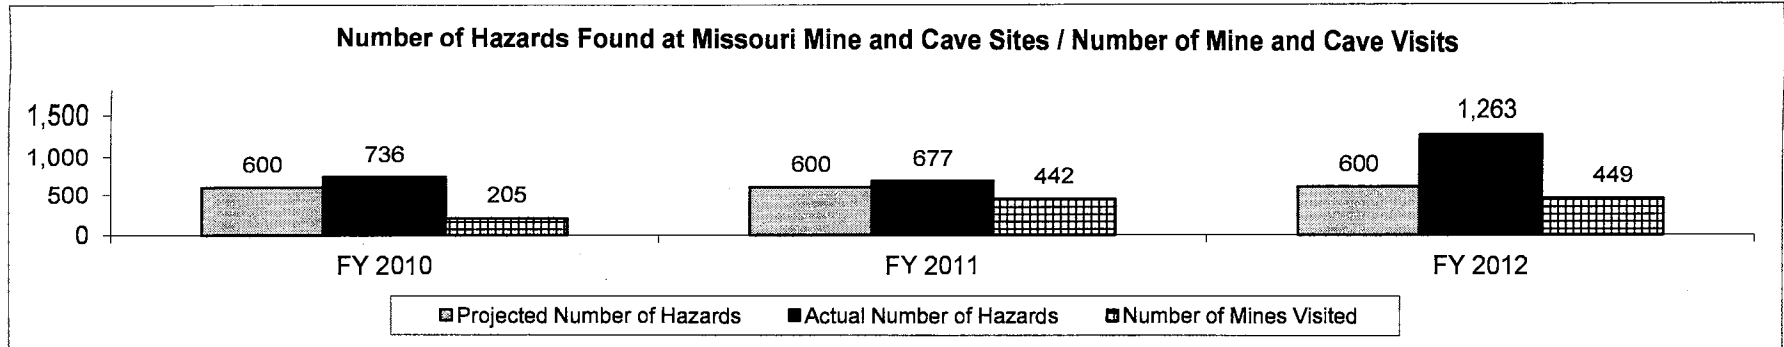 Number of Hazards Found at Missouri Mine and Cave Sites / Number of Mine and Cave Visits
1,500
1,000
500
0
600
736
205
600
677
442
600
1,263
449
FY 2010
FY 2011
FY 2012
Projected Number of Hazards
Actual Number of Hazards
Number of Mines Visited